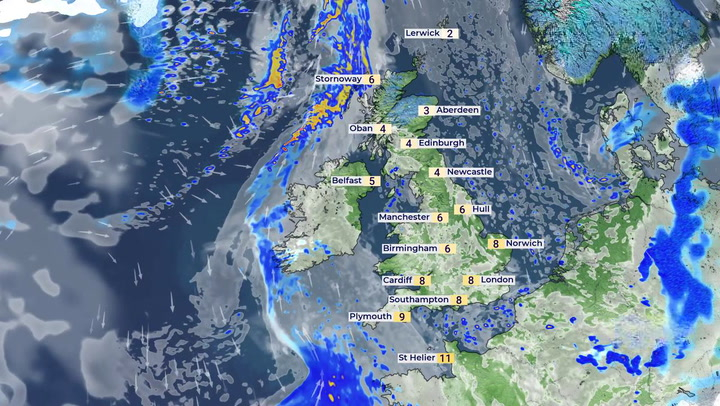 Lerwick 2
Stornoway 6
3 Aberdeen
Oban 4
4 Edinburgh
4 Newcastle
Belfast 5
6 Hull
Manchester 6
8 Norwich
Birmingham 6
Cardiff 8
8 London
Southampton 8
Plymouth 9
St Helier 11